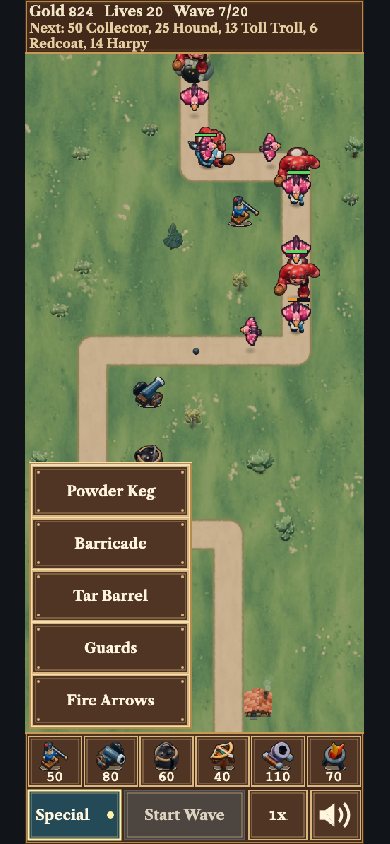 Gold 824 Lives 20 Wave 7/20
Next: 50 Collector, 25 Hound, 13 Toll Troll, 6
Redcoat, 14 Harpy
Powder Keg
Barricade
Tar Barrel
Guards
Fire Arrows
50 80 60 40 110 70
Special Start Wave 1x